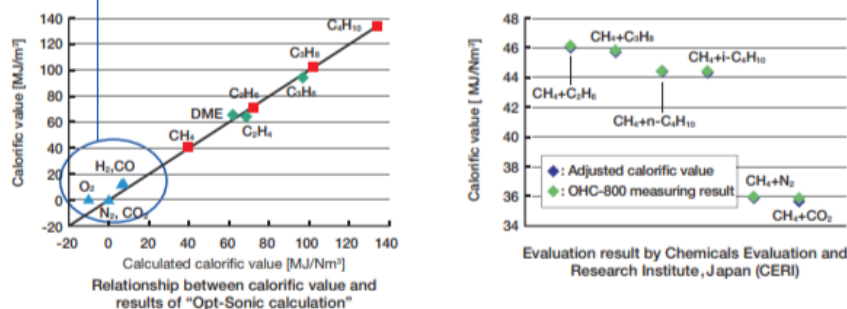 140
120
100
80
60
40
20
0
-20
Calorific value [MJ/m³]
C₄H₁₀
C₃H₈
C₂H₆
C₃H₆
DME
C₂H₄
CH₄
H₂,CO
O₂
N₂, CO₂
-20 0 20 40 60 80 100 120 140
Calculated calorific value [MJ/Nm³]
Relationship between calorific value and
results of “Opt-Sonic calculation”
48
46
44
42
40
38
36
34
Calorific value [ MJ/Nm³]
CH₄+C₃H₈
CH₄+i-C₄H₁₀
CH₄+C₂H₆
CH₄+n-C₄H₁₀
: Adjusted calorific value
: OHC-800 measuring result
CH₄+N₂
CH₄+CO₂
Evaluation result by Chemicals Evaluation and
Research Institute, Japan (CERI)